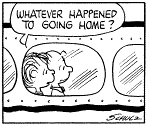 WHATEVER HAPPENED
TO GOING HOME?
SCHULZ